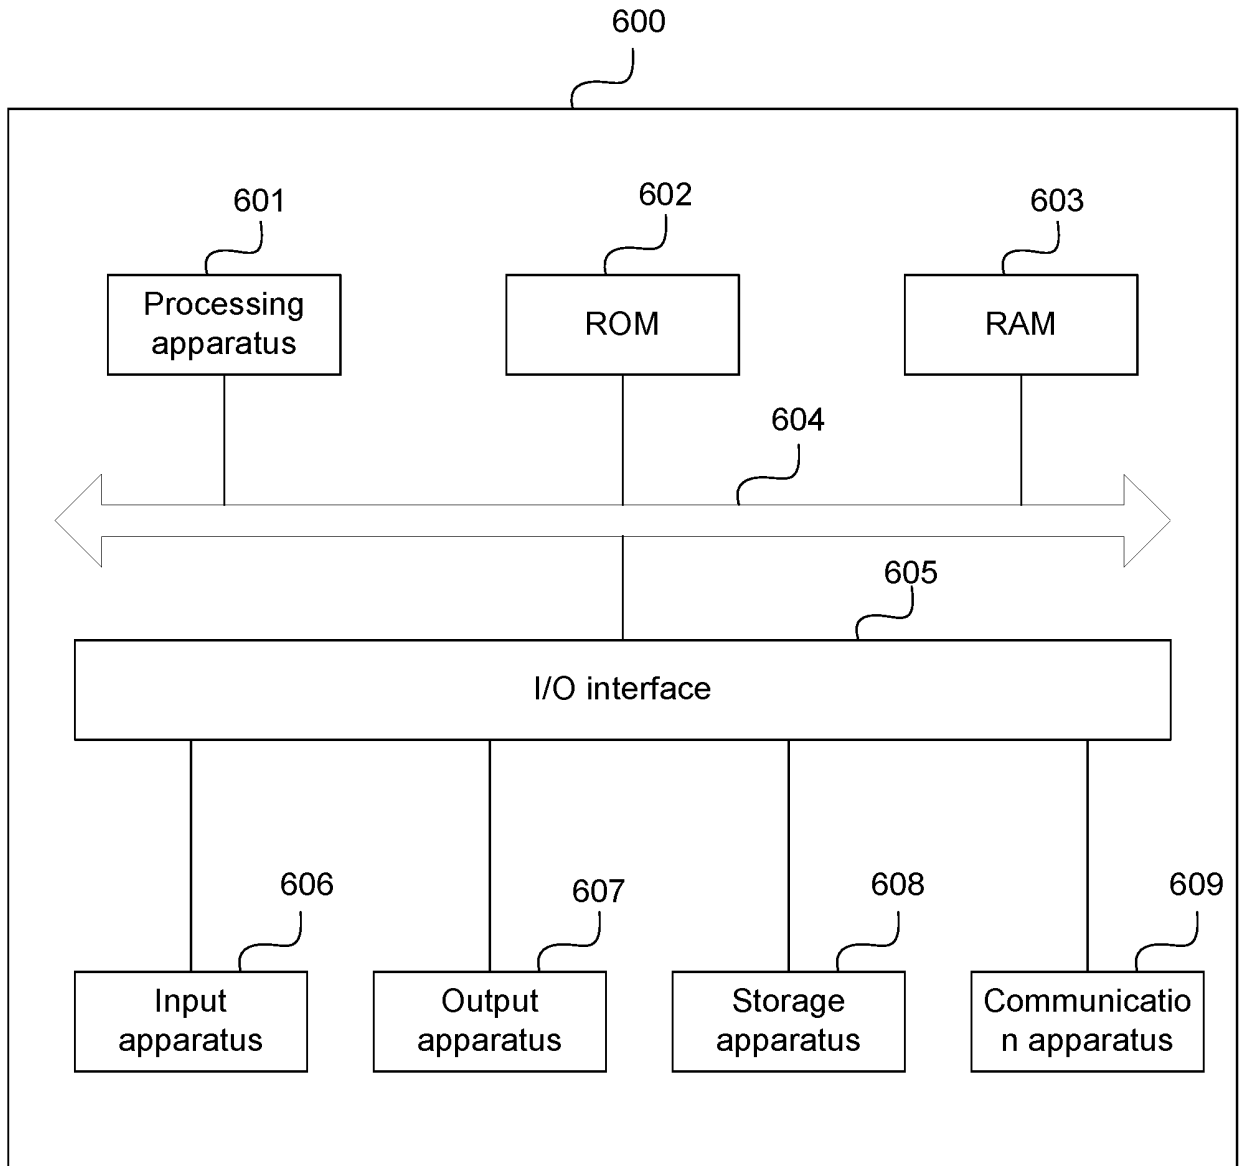 600
601
602
603
Processing
apparatus
ROM
RAM
604
605
I/O interface
606
607
608
609
Input
apparatus
Output
apparatus
Storage
apparatus
Communicatio
n apparatus